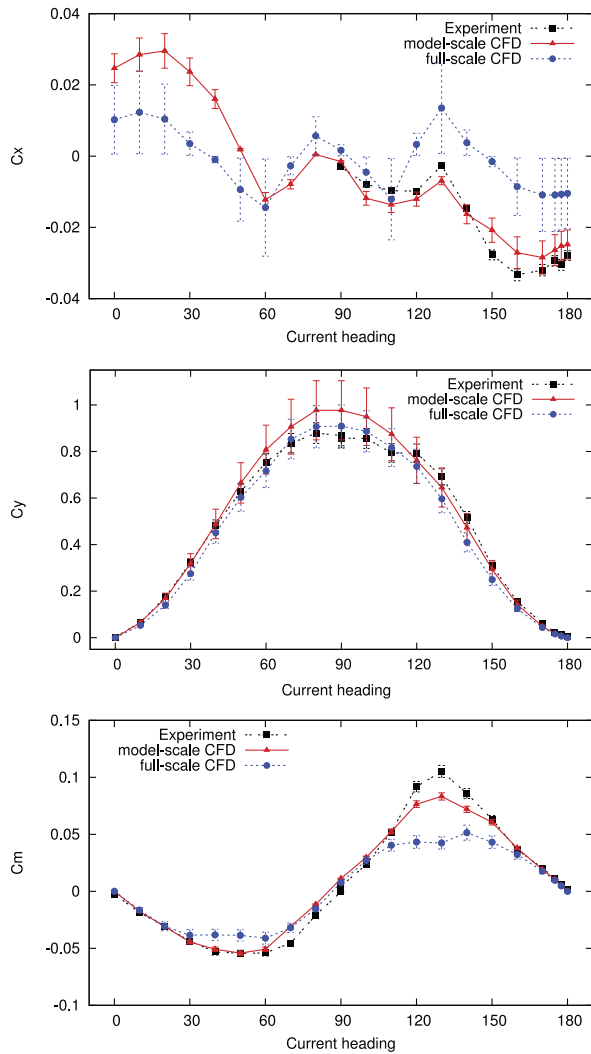 Experiment
model-scale CFD
full-scale CFD
0.04
0.02
0
-0.02
-0.04
Cx
0 30 60 90 120 150 180
Current heading
Experiment
model-scale CFD
full-scale CFD
1
0.8
0.6
0.4
0.2
0
Cy
0 30 60 90 120 150 180
Current heading
Experiment
model-scale CFD
full-scale CFD
0.15
0.1
0.05
0
-0.05
-0.1
Cm
0 30 60 90 120 150 180
Current heading